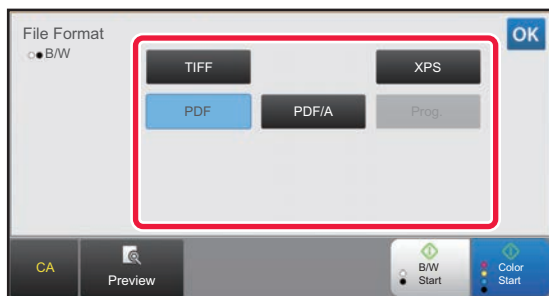 File Format
OK
B/W
TIFF
XPS
PDF
PDF/A
Prog.
CA
Preview
B/W
Start
Color
Start